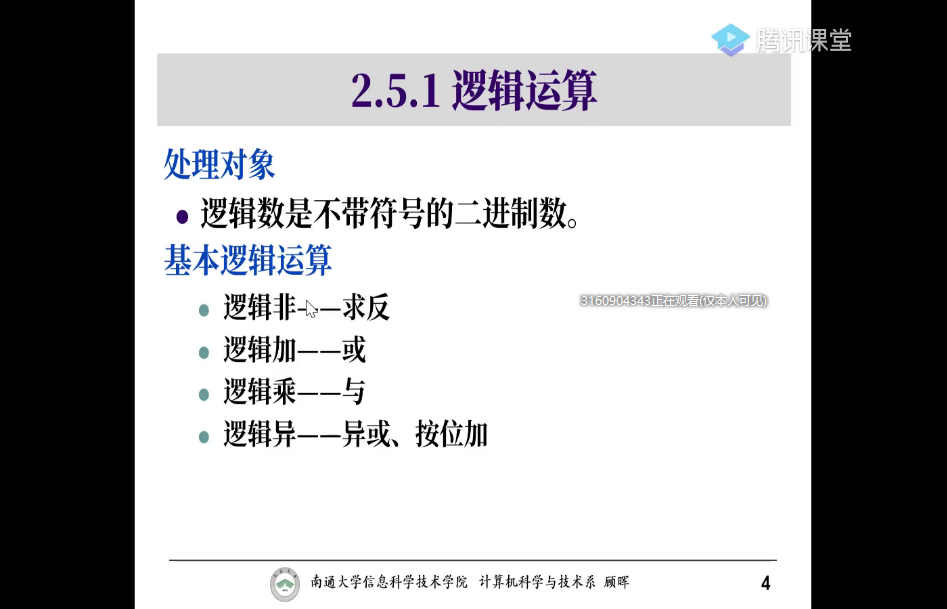 腾讯课堂
2.5.1 逻辑运算
处理对象
● 逻辑数是不带符号的二进制数。
基本逻辑运算
3160904343正在观看(仅本人可见)
● 逻辑非——求反
● 逻辑加——或
● 逻辑乘——与
● 逻辑异——异或、按位加
南通大学信息科学技术学院 计算机科学与技术系 顾晖
4